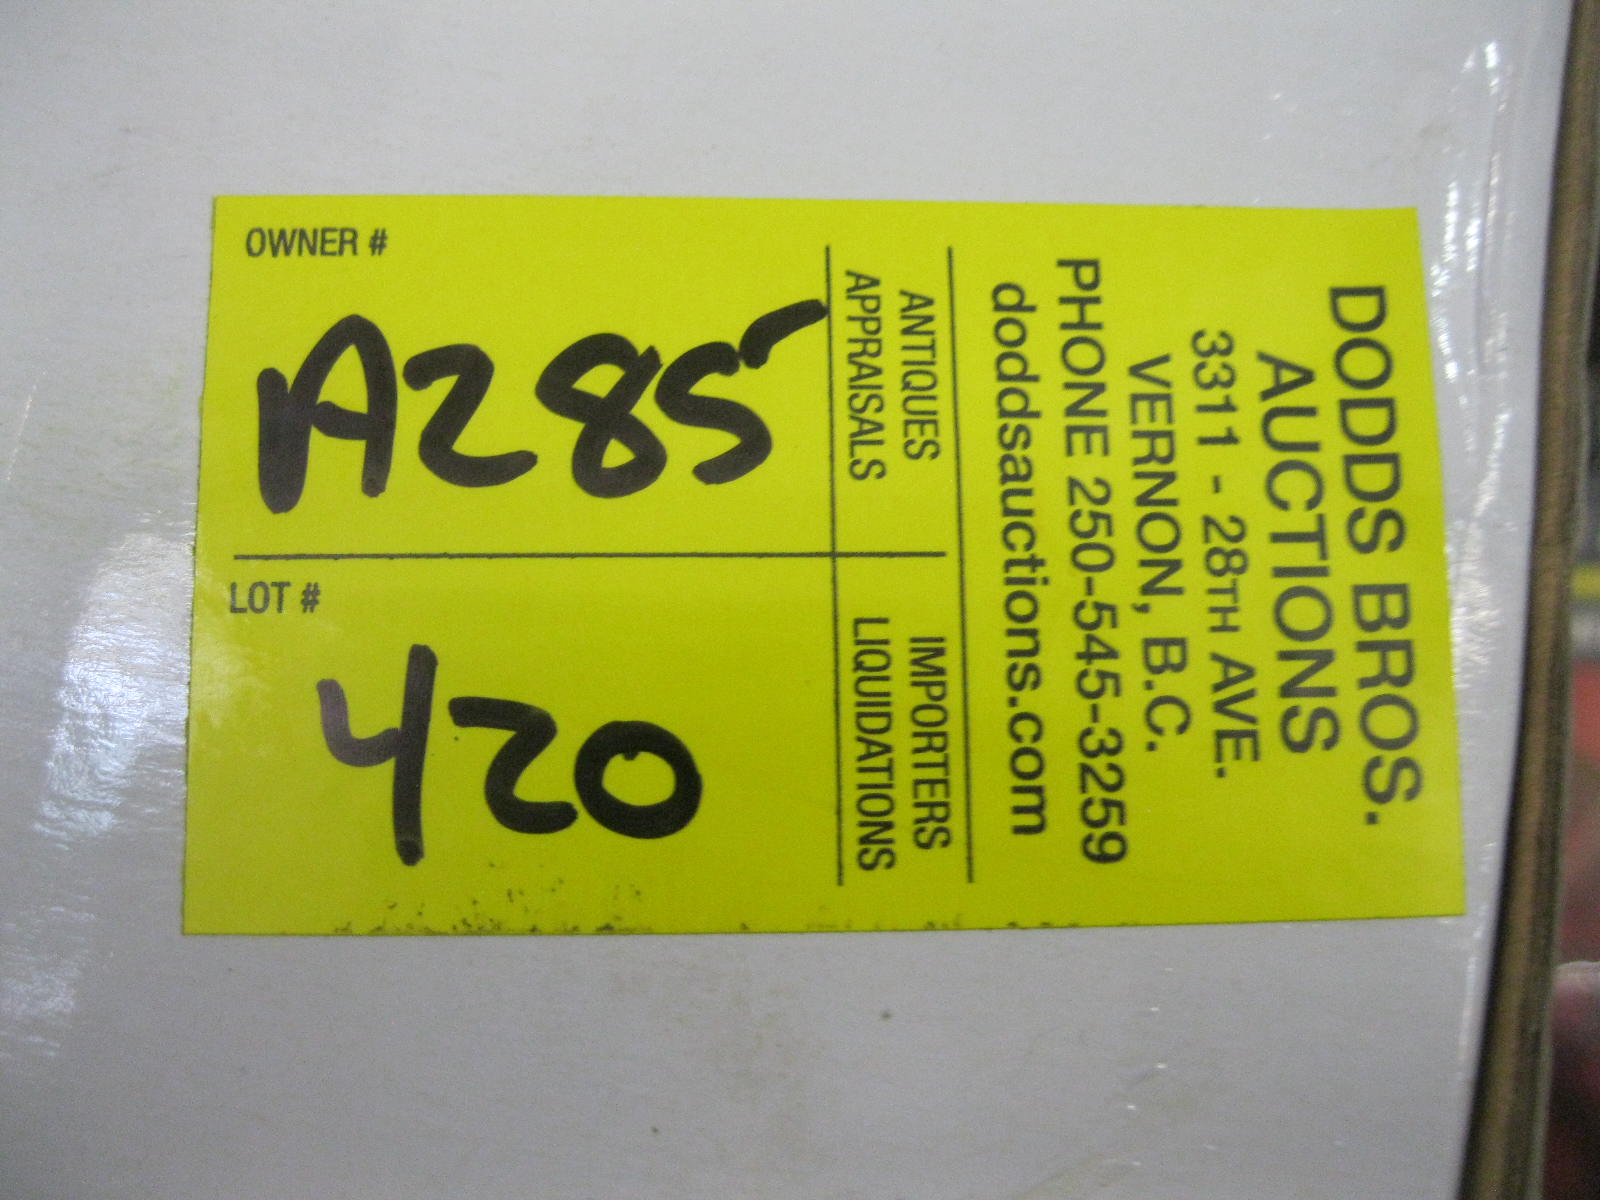 DODDS BROS.
AUCTIONS
3311 - 28TH AVE.
VERNON, B.C.
PHONE 250-545-3259
doddsauctions.com
ANTIQUES
APPRAISALS
IMPORTERS
LIQUIDATIONS
OWNER #
A285
LOT #
420